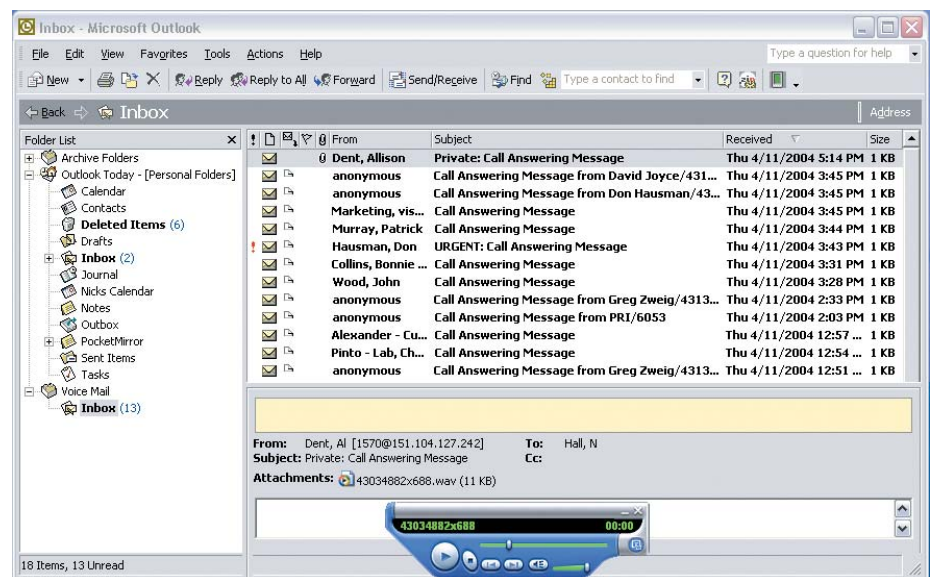 Inbox - Microsoft Outlook
File Edit View Favorites Tools Actions Help Type a question for help
New Reply Reply to All Forward Send/Receive Find Type a contact to find
Back Inbox Address
Folder List X
Archive Folders
Outlook Today - [Personal Folders]
Calendar
Contacts
Deleted Items (6)
Drafts
Inbox (2)
Journal
Nicks Calendar
Notes
Outbox
PocketMirror
Sent Items
Tasks
Voice Mail
Inbox (13)
! From Subject Received Size
Dent, Allison Private: Call Answering Message Thu 4/11/2004 5:14 PM 1 KB
anonymous Call Answering Message from David Joyce/431... Thu 4/11/2004 3:45 PM 1 KB
anonymous Call Answering Message from Don Hausman/43... Thu 4/11/2004 3:45 PM 1 KB
Marketing, vis... Call Answering Message Thu 4/11/2004 3:45 PM 1 KB
Murray, Patrick Call Answering Message Thu 4/11/2004 3:44 PM 1 KB
! Hausman, Don URGENT: Call Answering Message Thu 4/11/2004 3:43 PM 1 KB
Collins, Bonnie ... Call Answering Message Thu 4/11/2004 3:31 PM 1 KB
Wood, John Call Answering Message Thu 4/11/2004 3:28 PM 1 KB
anonymous Call Answering Message from Greg Zweig/4313... Thu 4/11/2004 2:33 PM 1 KB
anonymous Call Answering Message from PRI/6053 Thu 4/11/2004 2:03 PM 1 KB
Alexander - Cu... Call Answering Message Thu 4/11/2004 12:57 ... 1 KB
Pinto - Lab, Ch... Call Answering Message Thu 4/11/2004 12:54 ... 1 KB
anonymous Call Answering Message from Greg Zweig/4313... Thu 4/11/2004 12:51 ... 1 KB
From: Dent, Al [1570@151.104.127.242] To: Hall, N
Subject: Private: Call Answering Message Cc:
Attachments: 43034882x688.wav (11 KB)
43034882x688 00:00
18 Items, 13 Unread